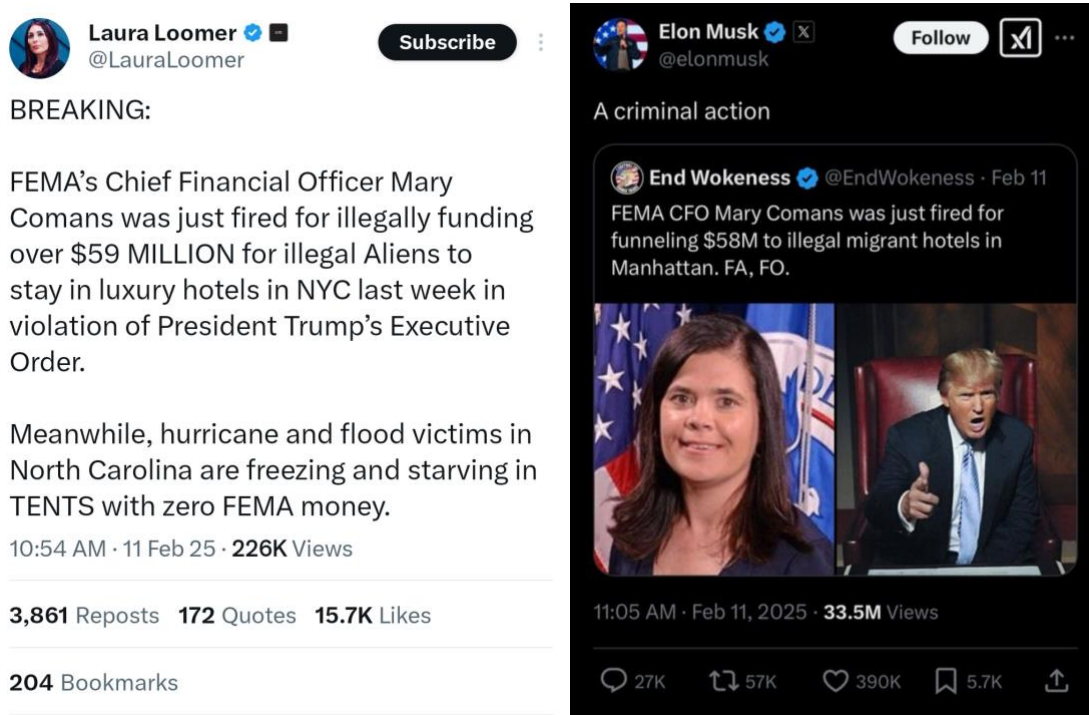 Laura Loomer
@LauraLoomer
Subscribe
BREAKING:
FEMA's Chief Financial Officer Mary
Comans was just fired for illegally funding
over $59 MILLION for illegal Aliens to
stay in luxury hotels in NYC last week in
violation of President Trump's Executive
Order.
Meanwhile, hurricane and flood victims in
North Carolina are freezing and starving in
TENTS with zero FEMA money.
10:54 AM · 11 Feb 25 · 226K Views
3,861 Reposts 172 Quotes 15.7K Likes
204 Bookmarks
Elon Musk
@elonmusk
Follow
A criminal action
End Wokeness @EndWokeness · Feb 11
FEMA CFO Mary Comans was just fired for
funneling $58M to illegal migrant hotels in
Manhattan. FA, FO.
11:05 AM · Feb 11, 2025 · 33.5M Views
27K 57K 390K 5.7K